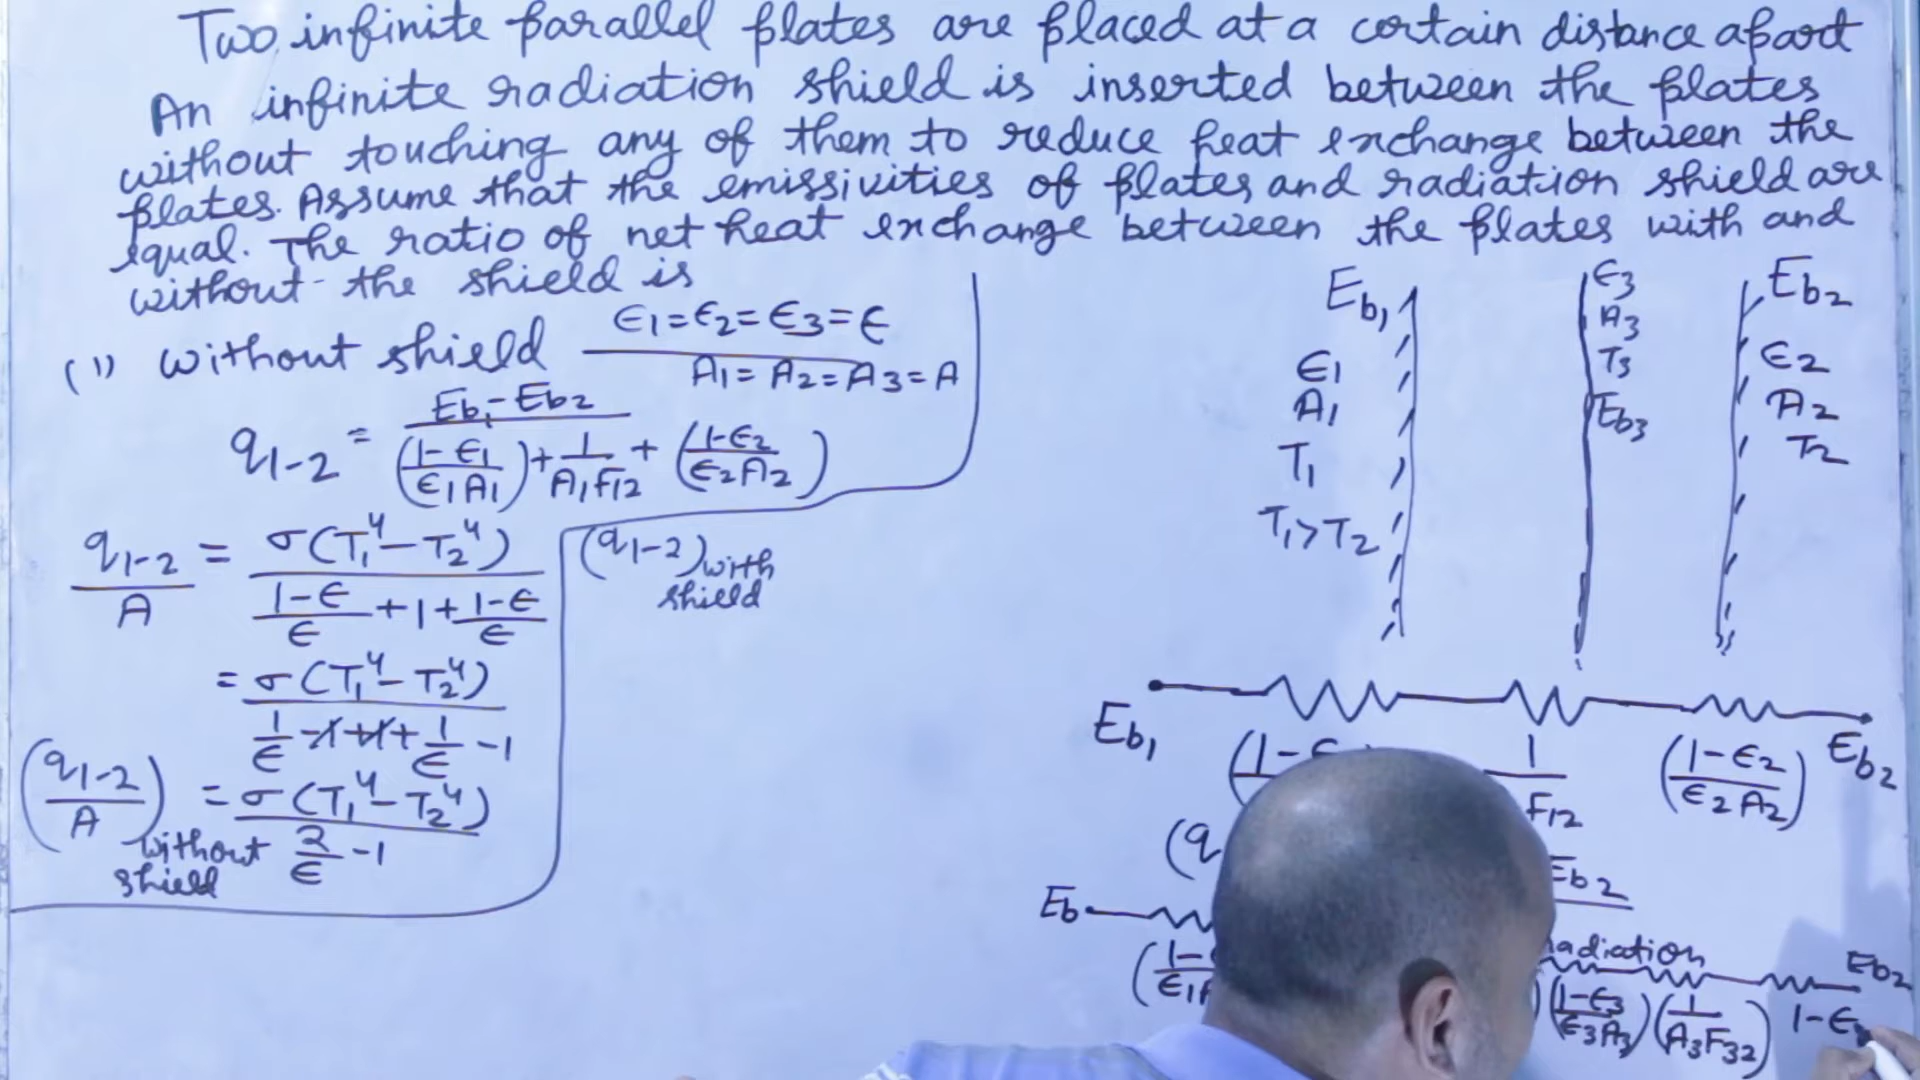 Two infinite parallel plates are placed at a certain distance apart
An infinite radiation shield is inserted between the plates
without touching any of them to reduce heat exchange between the
plates. Assume that the emissivities of plates and radiation shield are
equal. The ratio of net heat exchange between the plates with and
without the shield is
(1) without shield
ϵ1 = ϵ2 = ϵ3 = ϵ
A1 = A2 = A3 = A
q1-2 = (Eb1 - Eb2) / ((1-ϵ1)/(ϵ1A1)) + 1/(A1F12) + ((1-ϵ2)/(ϵ2A2))
q1-2/A = σ(T1⁴ - T2⁴) / (1-ϵ)/ϵ + 1 + (1-ϵ)/ϵ
= σ(T1⁴ - T2⁴) / 1/ϵ - 1 + 1 + 1/ϵ - 1
(q1-2/A) without shield = σ(T1⁴ - T2⁴) / 2/ϵ - 1
(q1-2) with shield
Eb1
ϵ1
A1
T1
T1 > T2
ϵ3
A3
T3
Eb3
Eb2
ϵ2
A2
T2
Eb1
Eb2
1
F12
((1-ϵ2)/(ϵ2A2))
(q
Eb2
Eb
radiation
Eb2
((1-ϵ3)/(ϵ3A3)) (1/(A3F32)) 1-ϵ